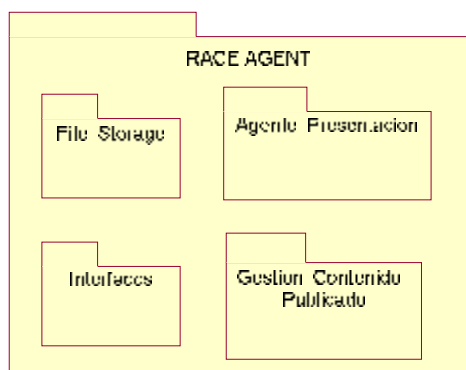 RACE AGENT
File Storage
Agente Presentacion
Interfaces
Gestion Contenido
Publicado